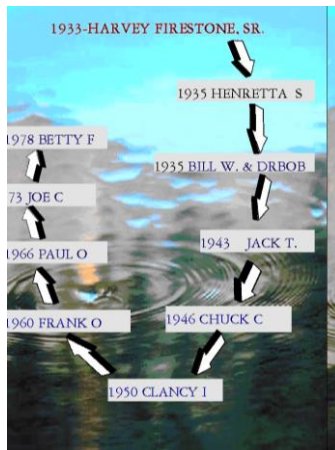 1933-HARVEY FIRESTONE, SR.
1935 HENRETTA S
1935 BILL W. & DRBOB
1943 JACK T.
1946 CHUCK C
1950 CLANCY I
1960 FRANK O
1966 PAUL O
73 JOE C
1978 BETTY F